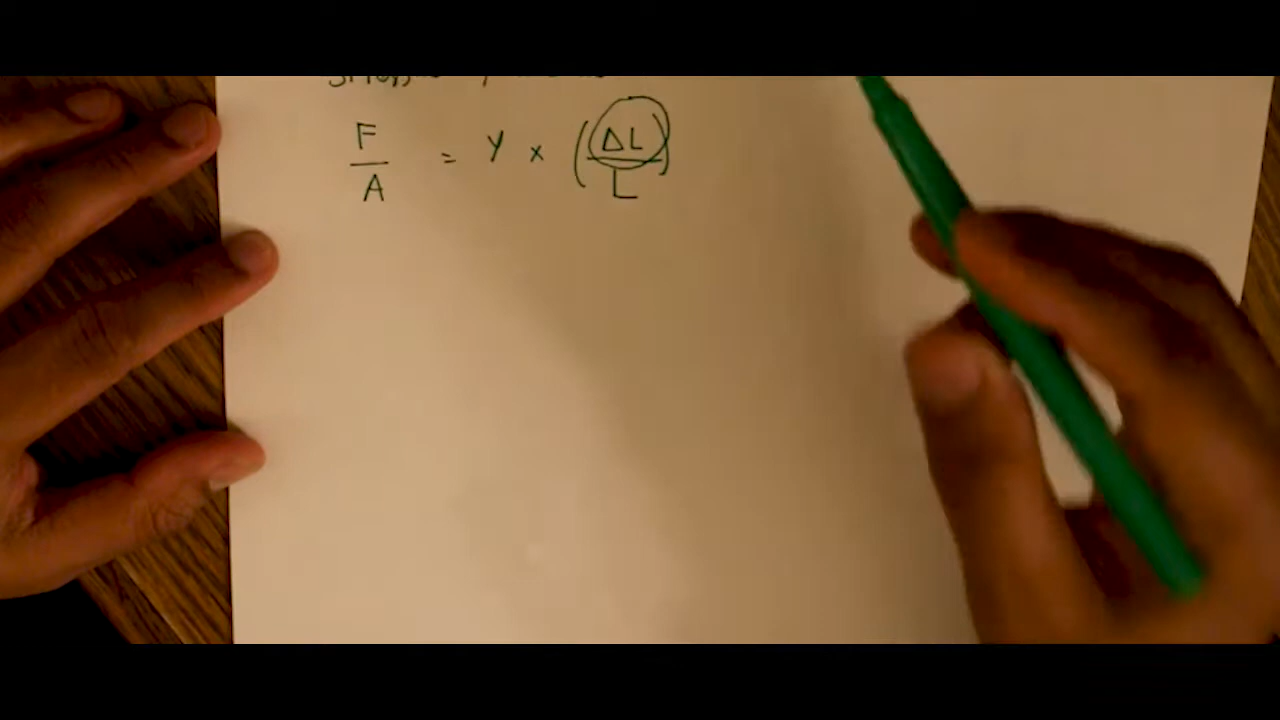 F/A = Y × (ΔL/L)